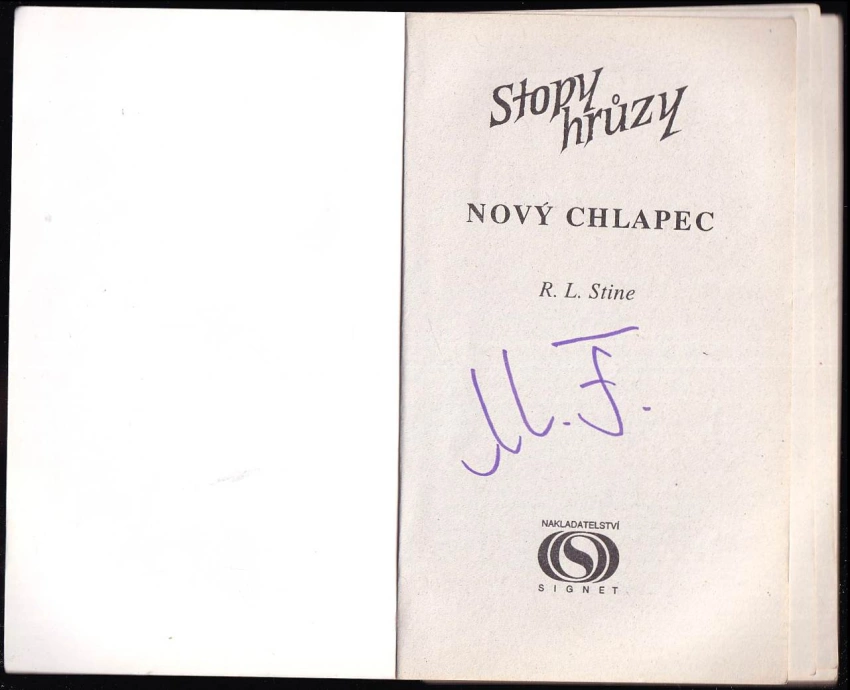 Stopy
hrůzy
NOVÝ CHLAPEC
R. L. Stine
M. F.
NAKLADATELSTVÍ
SIGNET